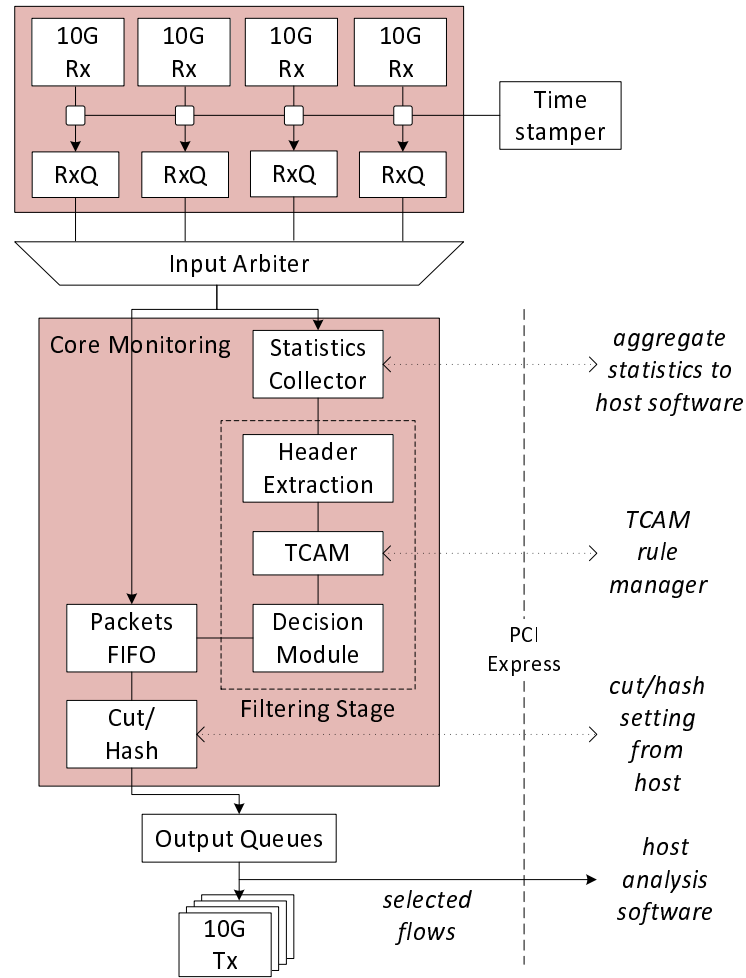 10G
Rx
10G
Rx
10G
Rx
10G
Rx
Time
stamper
RxQ
RxQ
RxQ
RxQ
Input Arbiter
Core Monitoring
Statistics
Collector
aggregate
statistics to
host software
Header
Extraction
TCAM
TCAM
rule
manager
Packets
FIFO
Decision
Module
PCI
Express
Filtering Stage
Cut/
Hash
cut/hash
setting
from
host
Output Queues
host
analysis
software
selected
flows
10G
Tx